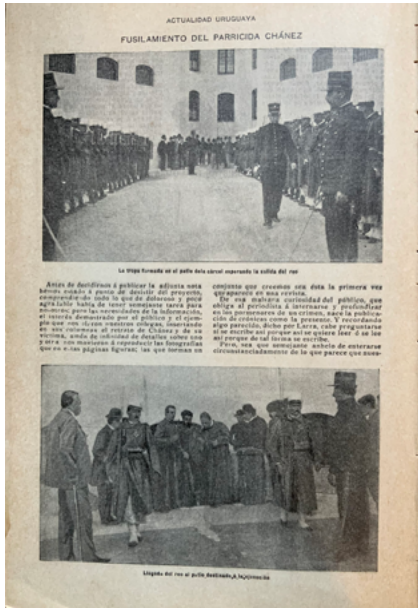 ACTUALIDAD URUGUAYA
FUSILAMIENTO DEL PARRICIDA CHÁNEZ
La tropa formada en el patio de la cárcel esperando la salida del reo
Antes de decidirnos á publicar la adjunta nota
hemos estado á punto de desistir del proyecto,
comprendiendo todo lo que de doloroso y poco
agradable había de tener semejante tarea para
nosotros; pero las necesidades de la información,
el interés demostrado por el público y el ejem-
plo que nos dieron nuestros colegas, insertando
en sus columnas el retrato de Chánez y de su
víctima, amén de infinidad de detalles sobre una
y otra nos movieron á reproducir las fotografías
que en estas páginas figuran; las que forman un
conjunto que creemos sea ésta la primera vez
que aparece en una revista.
De esa malsana curiosidad del público, que
obliga al periodista á internarse y profundizar
en los pormenores de un crimen, nace la publica-
ción de crónicas como la presente. Y recordando
algo parecido, dicho por Larra, cabe preguntarse
si se escribe así porque así se quiere leer ó se lee
así porque de tal forma se escribe.
Pero, sea que semejante anhelo de enterarse
circunstanciadamente de lo que parece que nues-
Llegada del reo al patio destinado á la ejecución